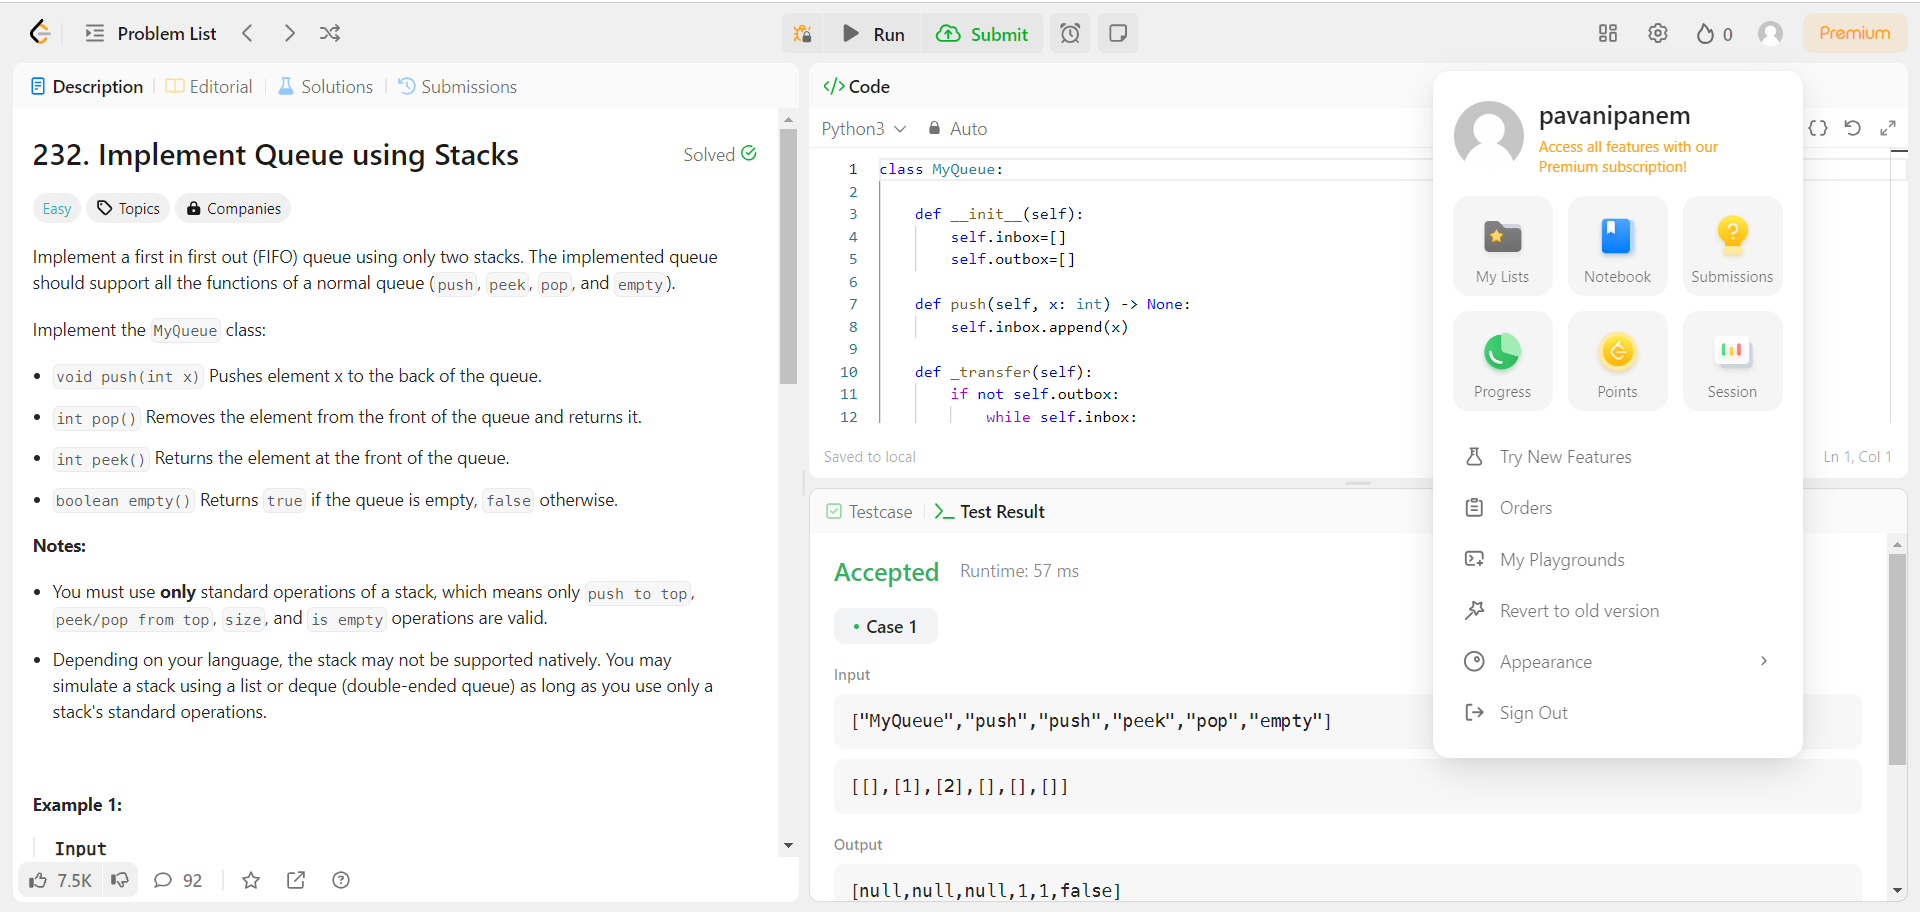 Problem List
Run
Submit
0
Premium
Description
Editorial
Solutions
Submissions
232. Implement Queue using Stacks
Solved
Easy
Topics
Companies
Implement a first in first out (FIFO) queue using only two stacks. The implemented queue
should support all the functions of a normal queue (push, peek, pop, and empty).
Implement the MyQueue class:
• void push(int x) Pushes element x to the back of the queue.
• int pop() Removes the element from the front of the queue and returns it.
• int peek() Returns the element at the front of the queue.
• boolean empty() Returns true if the queue is empty, false otherwise.
Notes:
• You must use only standard operations of a stack, which means only push to top,
peek/pop from top, size, and is empty operations are valid.
• Depending on your language, the stack may not be supported natively. You may
simulate a stack using a list or deque (double-ended queue) as long as you use only a
stack's standard operations.
Example 1:
Input
7.5K
92
</> Code
Python3
Auto
1 class MyQueue:
2
3     def __init__(self):
4         self.inbox=[]
5         self.outbox=[]
6
7     def push(self, x: int) -> None:
8         self.inbox.append(x)
9
10     def _transfer(self):
11         if not self.outbox:
12             while self.inbox:
Saved to local
Ln 1, Col 1
Testcase
>_ Test Result
Accepted
Runtime: 57 ms
• Case 1
Input
["MyQueue","push","push","peek","pop","empty"]
[[],[1],[2],[],[],[]]
Output
[null,null,null,1,1,false]
pavanipanem
Access all features with our
Premium subscription!
My Lists
Notebook
Submissions
Progress
Points
Session
Try New Features
Orders
My Playgrounds
Revert to old version
Appearance
Sign Out